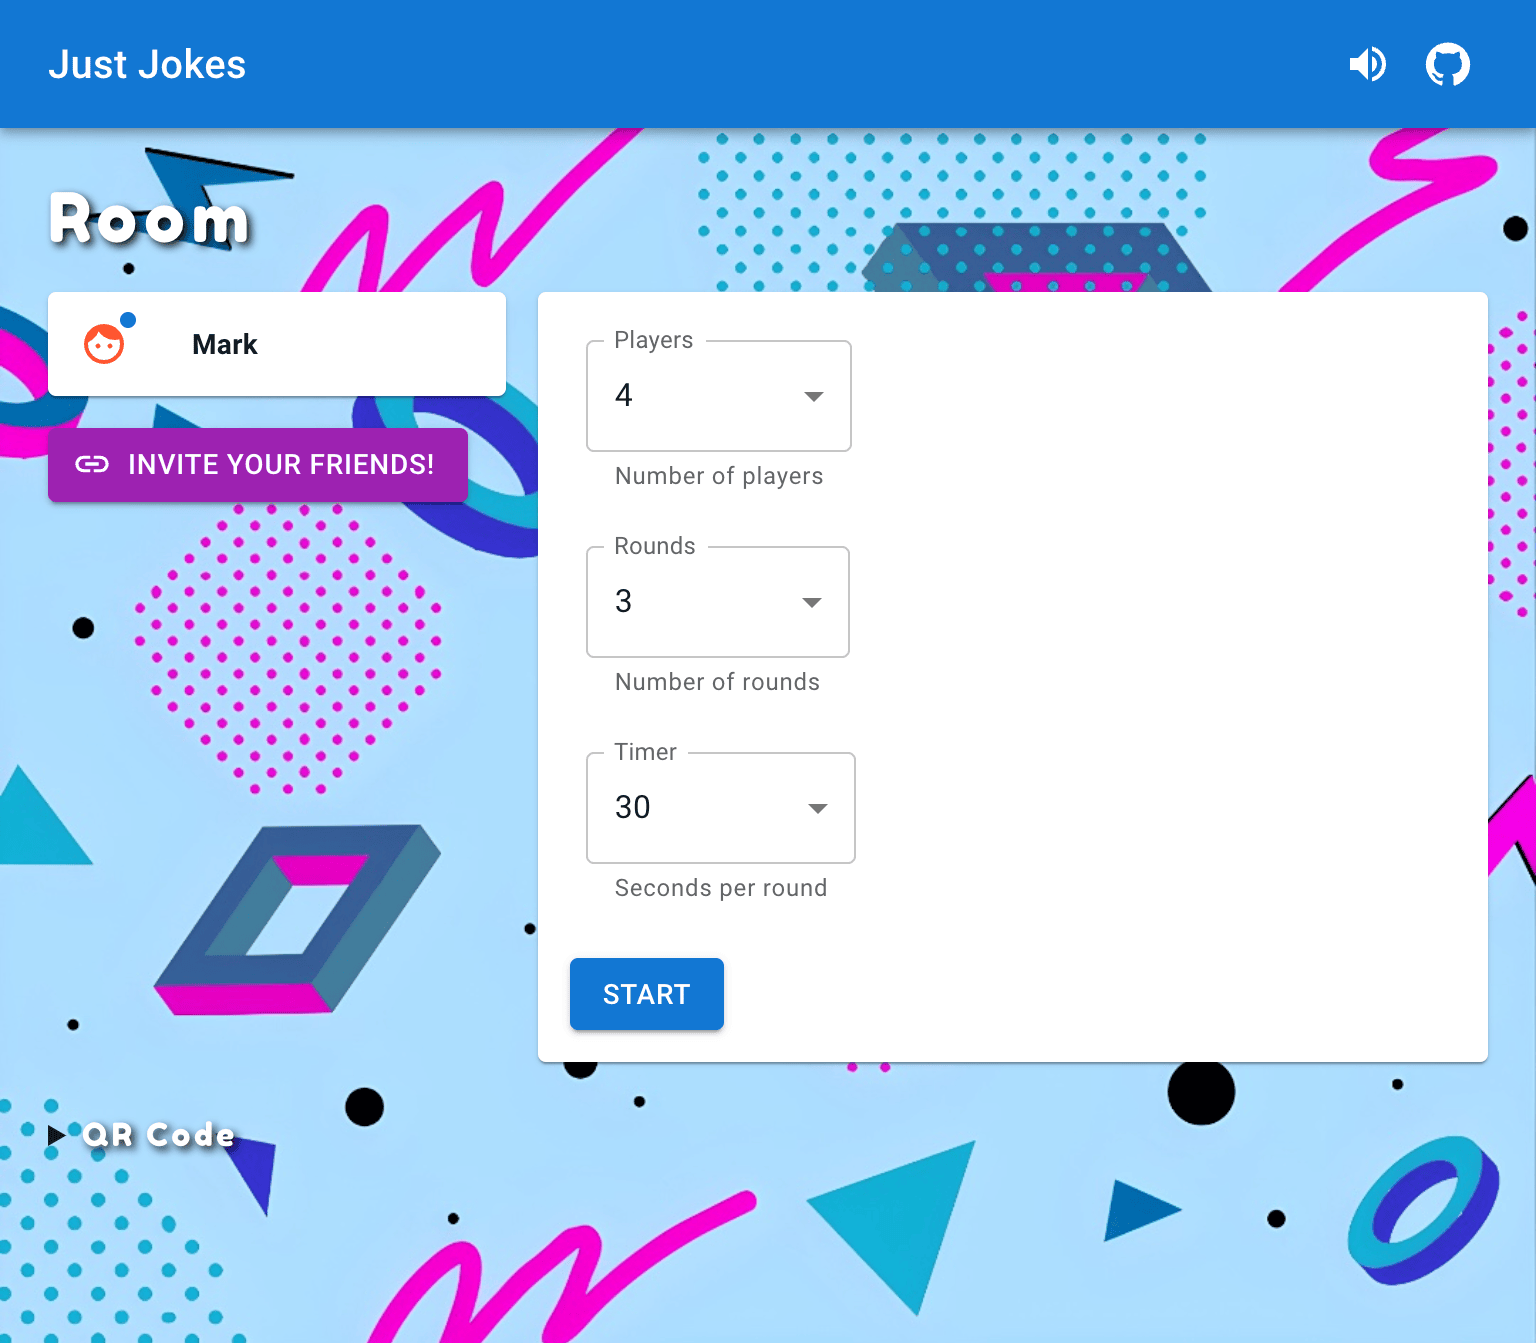 Just Jokes
Room
Mark
INVITE YOUR FRIENDS!
Players
4
Number of players
Rounds
3
Number of rounds
Timer
30
Seconds per round
START
QR Code